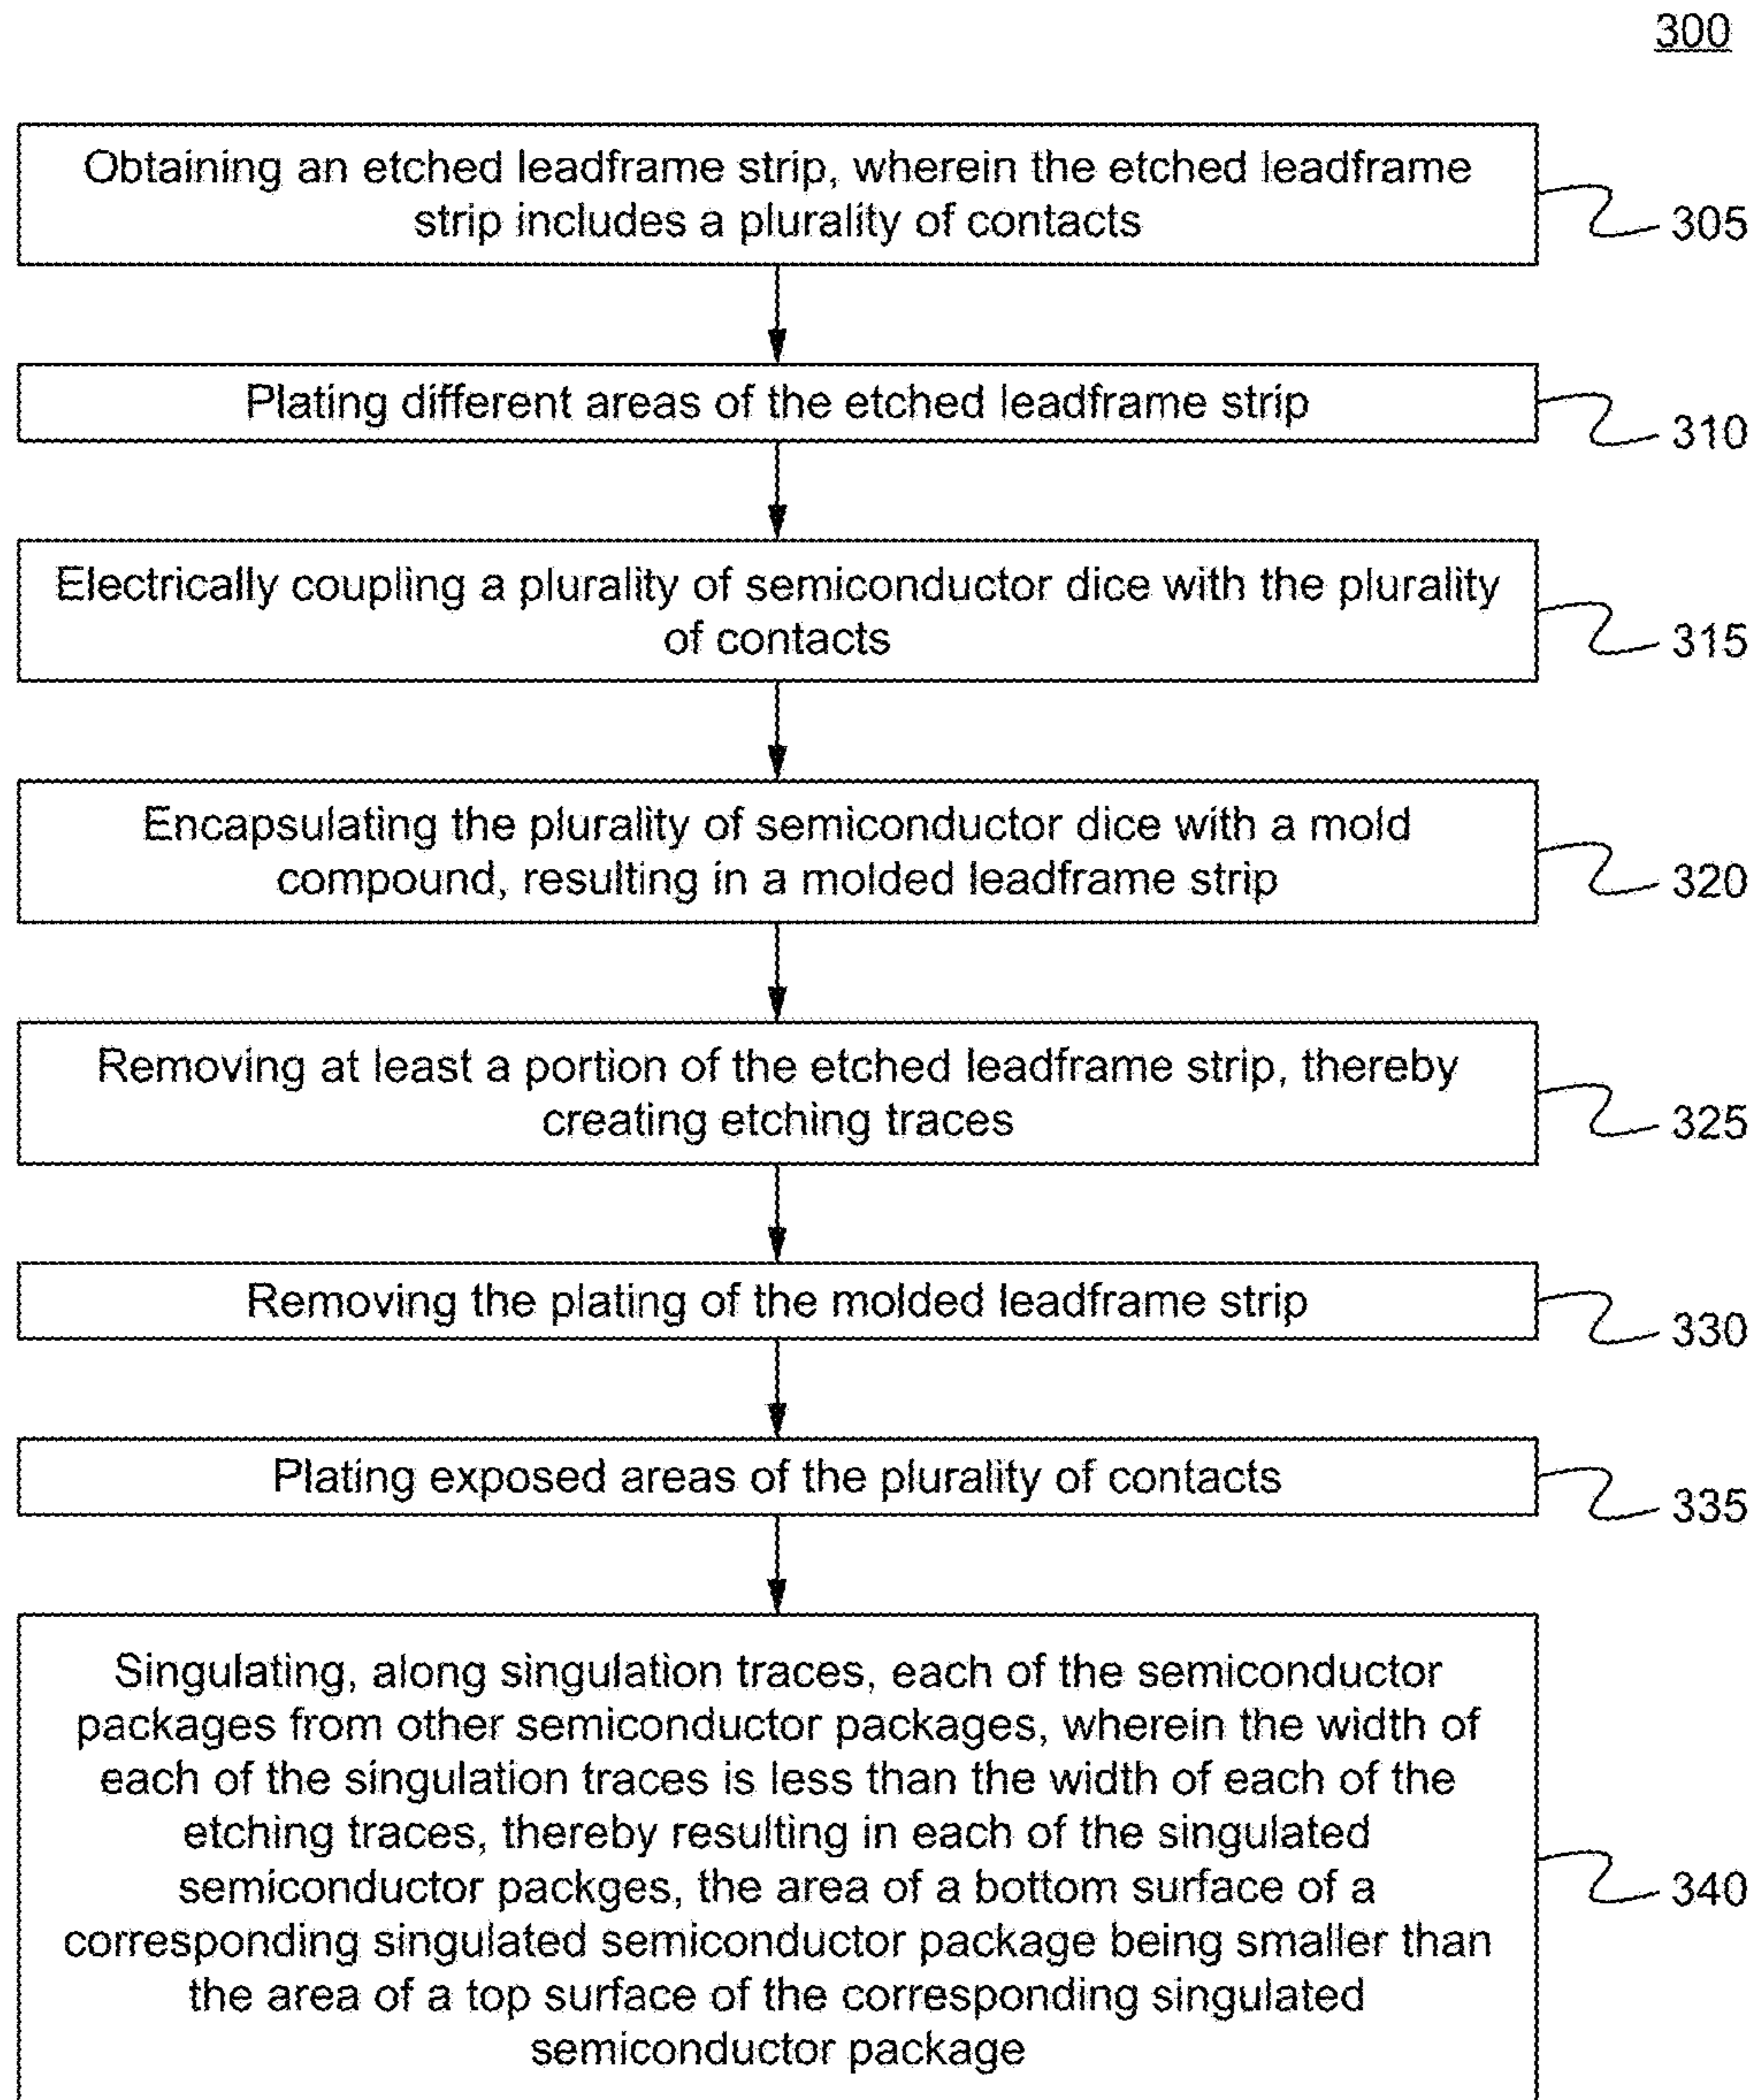 300
Obtaining an etched leadframe strip, wherein the etched leadframe
strip includes a plurality of contacts
305
Plating different areas of the etched leadframe strip
310
Electrically coupling a plurality of semiconductor dice with the plurality
of contacts
315
Encapsulating the plurality of semiconductor dice with a mold
compound, resulting in a molded leadframe strip
320
Removing at least a portion of the etched leadframe strip, thereby
creating etching traces
325
Removing the plating of the molded leadframe strip
330
Plating exposed areas of the plurality of contacts
335
Singulating, along singulation traces, each of the semiconductor
packages from other semiconductor packages, wherein the width of
each of the singulation traces is less than the width of each of the
etching traces, thereby resulting in each of the singulated
semiconductor packges, the area of a bottom surface of a
corresponding singulated semiconductor package being smaller than
the area of a top surface of the corresponding singulated
semiconductor package
340